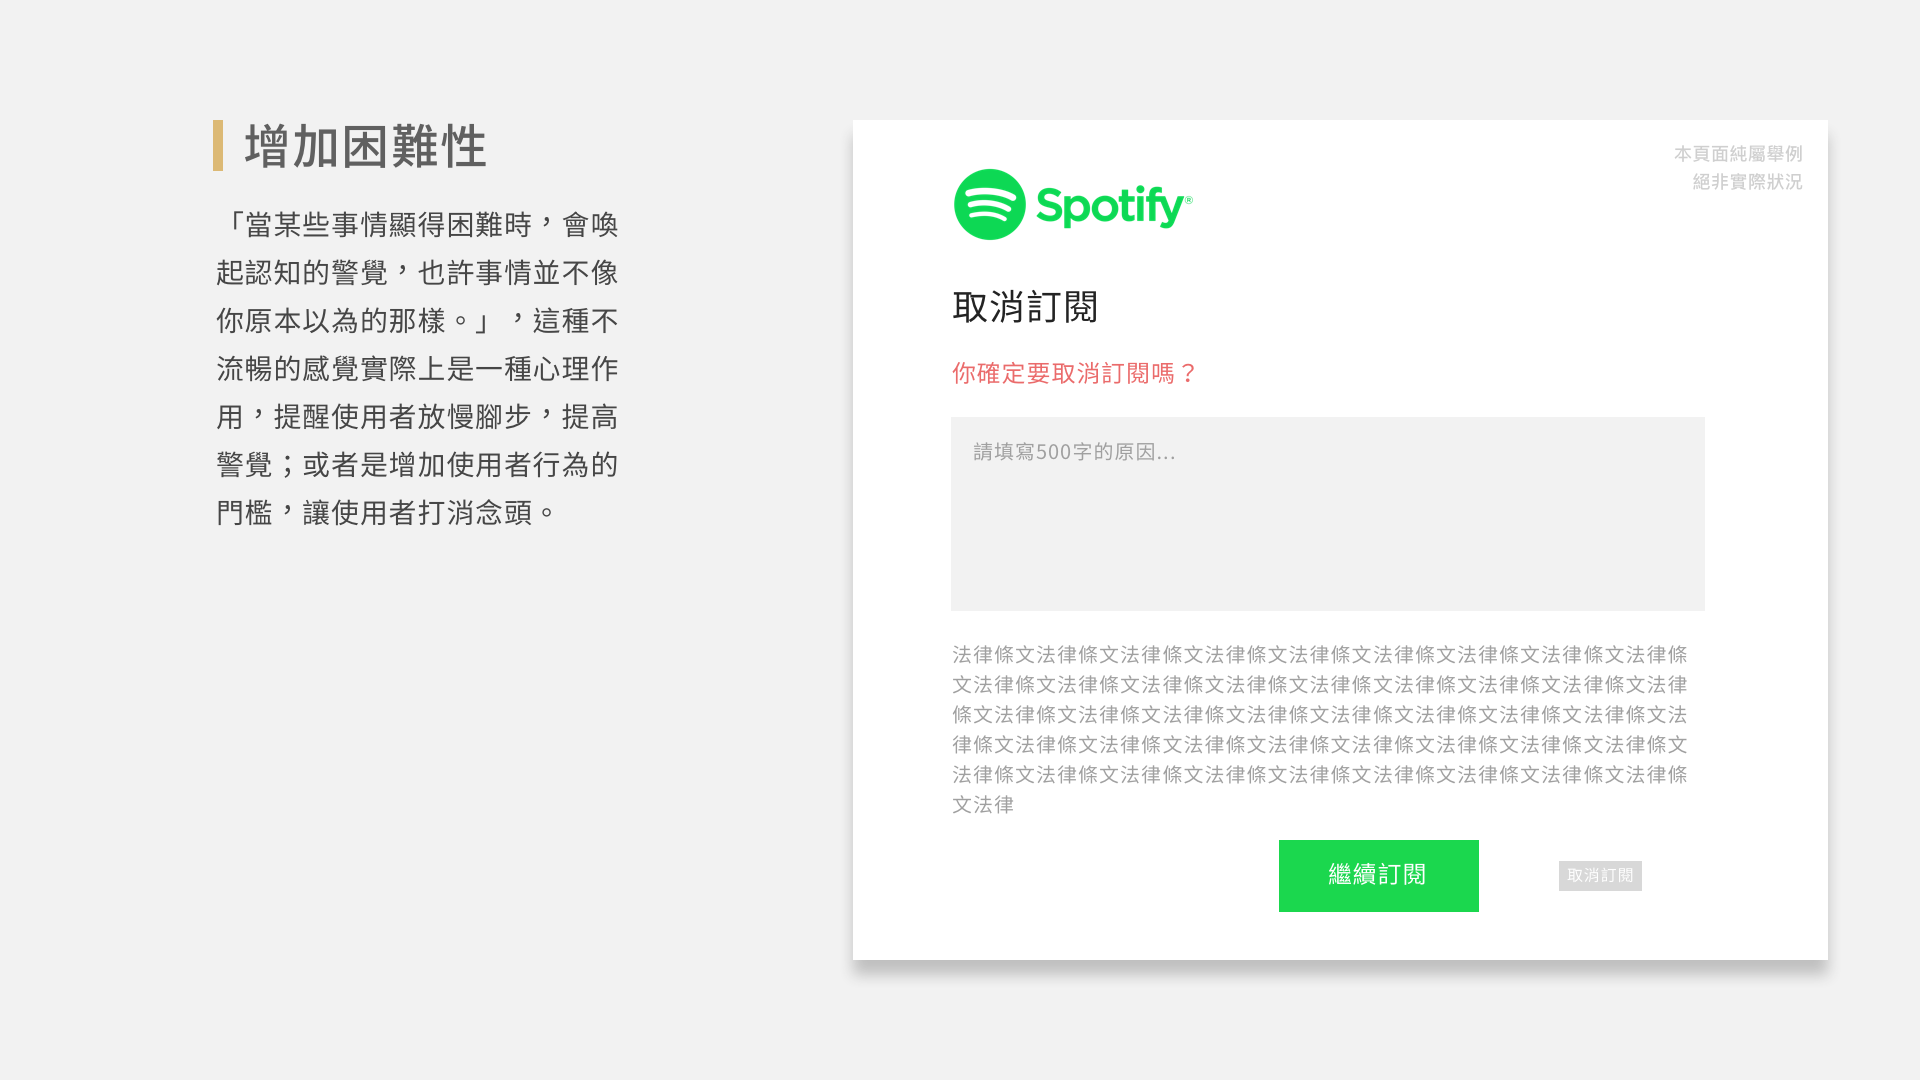 增加困難性
「當某些事情顯得困難時，會喚
起認知的警覺，也許事情並不像
你原本以為的那樣。」，這種不
流暢的感覺實際上是一種心理作
用，提醒使用者放慢腳步，提高
警覺；或者是增加使用者行為的
門檻，讓使用者打消念頭。
本頁面純屬舉例
絕非實際狀況
Spotify®
取消訂閱
你確定要取消訂閱嗎？
請填寫500字的原因...
法律條文法律條文法律條文法律條文法律條文法律條文法律條文法律條文法律條
文法律條文法律條文法律條文法律條文法律條文法律條文法律條文法律條文法律
條文法律條文法律條文法律條文法律條文法律條文法律條文法律條文法律條文法
律條文法律條文法律條文法律條文法律條文法律條文法律條文法律條文法律條文
法律條文法律條文法律條文法律條文法律條文法律條文法律條文法律條文法律條
文法律
繼續訂閱
取消訂閱